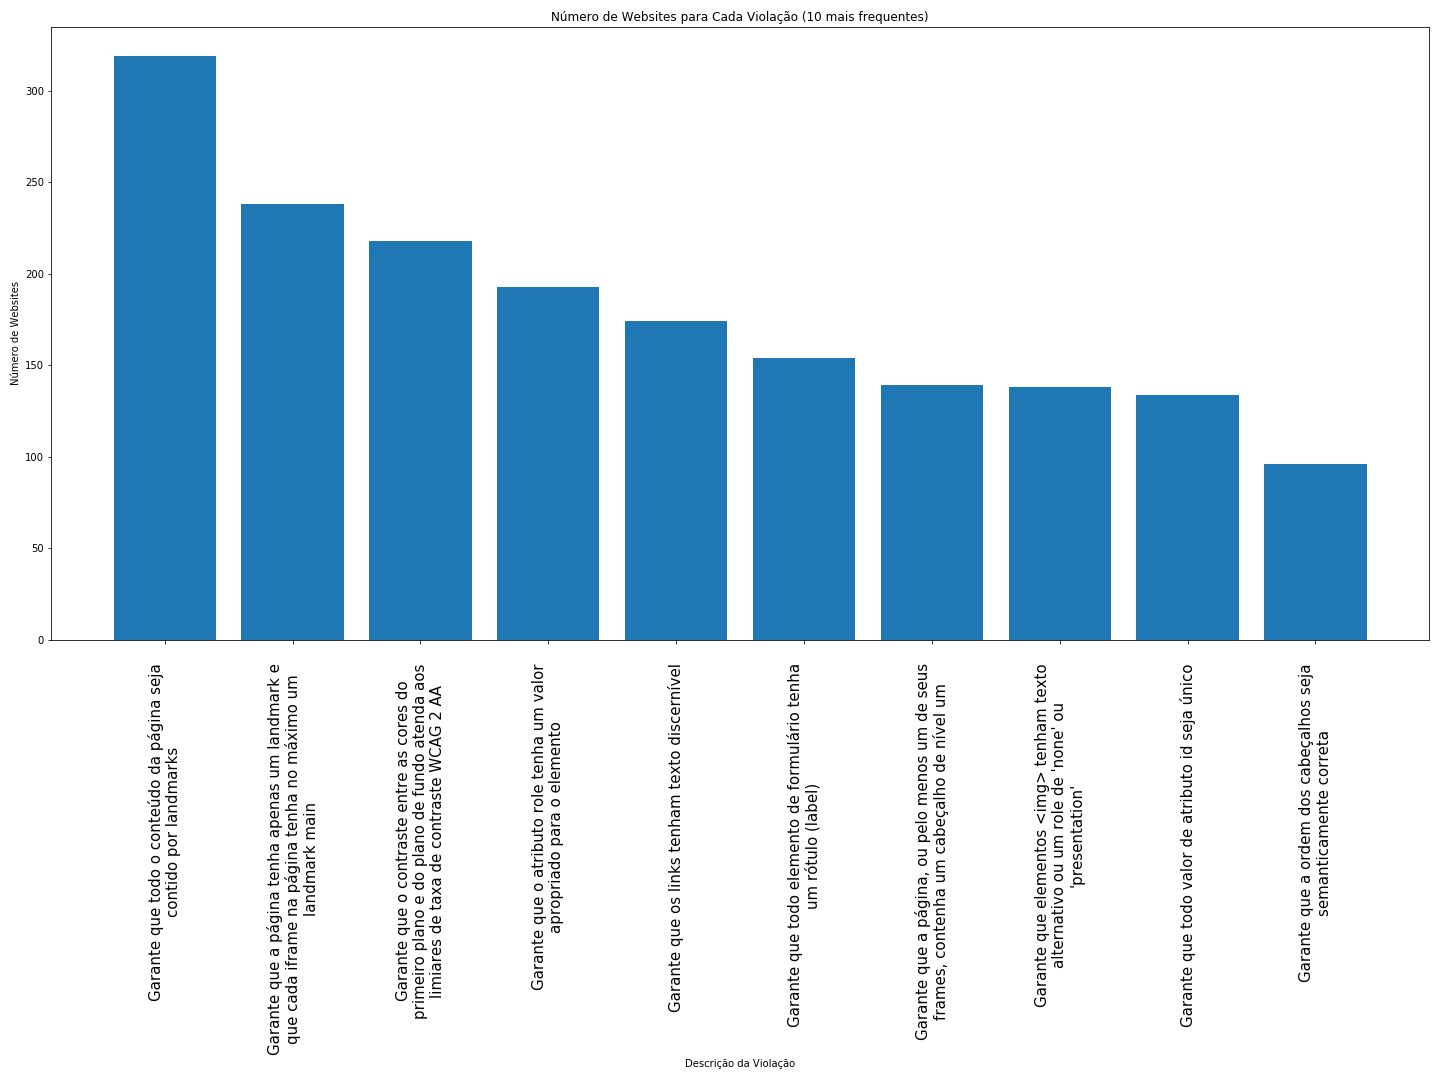 Número de Websites para Cada Violação (10 mais frequentes)
300
250
200
150
100
50
0
Número de Websites
Garante que todo o conteúdo da página seja
contido por landmarks
Garante que a página tenha apenas um landmark e
que cada iframe na página tenha no máximo um
landmark main
Garante que o contraste entre as cores do
primeiro plano e do plano de fundo atenda aos
limiares de taxa de contraste WCAG 2 AA
Garante que o atributo role tenha um valor
apropriado para o elemento
Garante que os links tenham texto discernível
Garante que todo elemento de formulário tenha
um rótulo (label)
Garante que a página, ou pelo menos um de seus
frames, contenha um cabeçalho de nível um
Garante que elementos <img> tenham texto
alternativo ou um role de 'none' ou
'presentation'
Garante que todo valor de atributo id seja único
Garante que a ordem dos cabeçalhos seja
semanticamente correta
Descrição da Violação